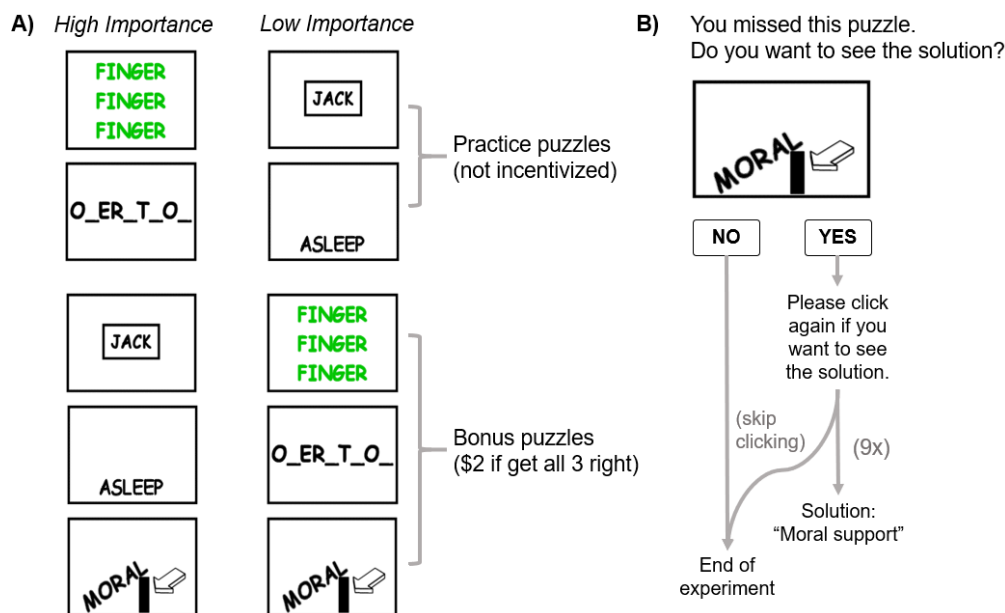 A)
High Importance
Low Importance
FINGER
FINGER
FINGER
JACK
Practice puzzles
(not incentivized)
O_ER_T_O_
ASLEEP
JACK
FINGER
FINGER
FINGER
ASLEEP
O_ER_T_O_
Bonus puzzles
($2 if get all 3 right)
MORAL
MORAL
B)
You missed this puzzle.
Do you want to see the solution?
MORAL
NO
YES
Please click
again if you
want to see
the solution.
(skip
clicking)
(9x)
Solution:
“Moral support”
End of
experiment